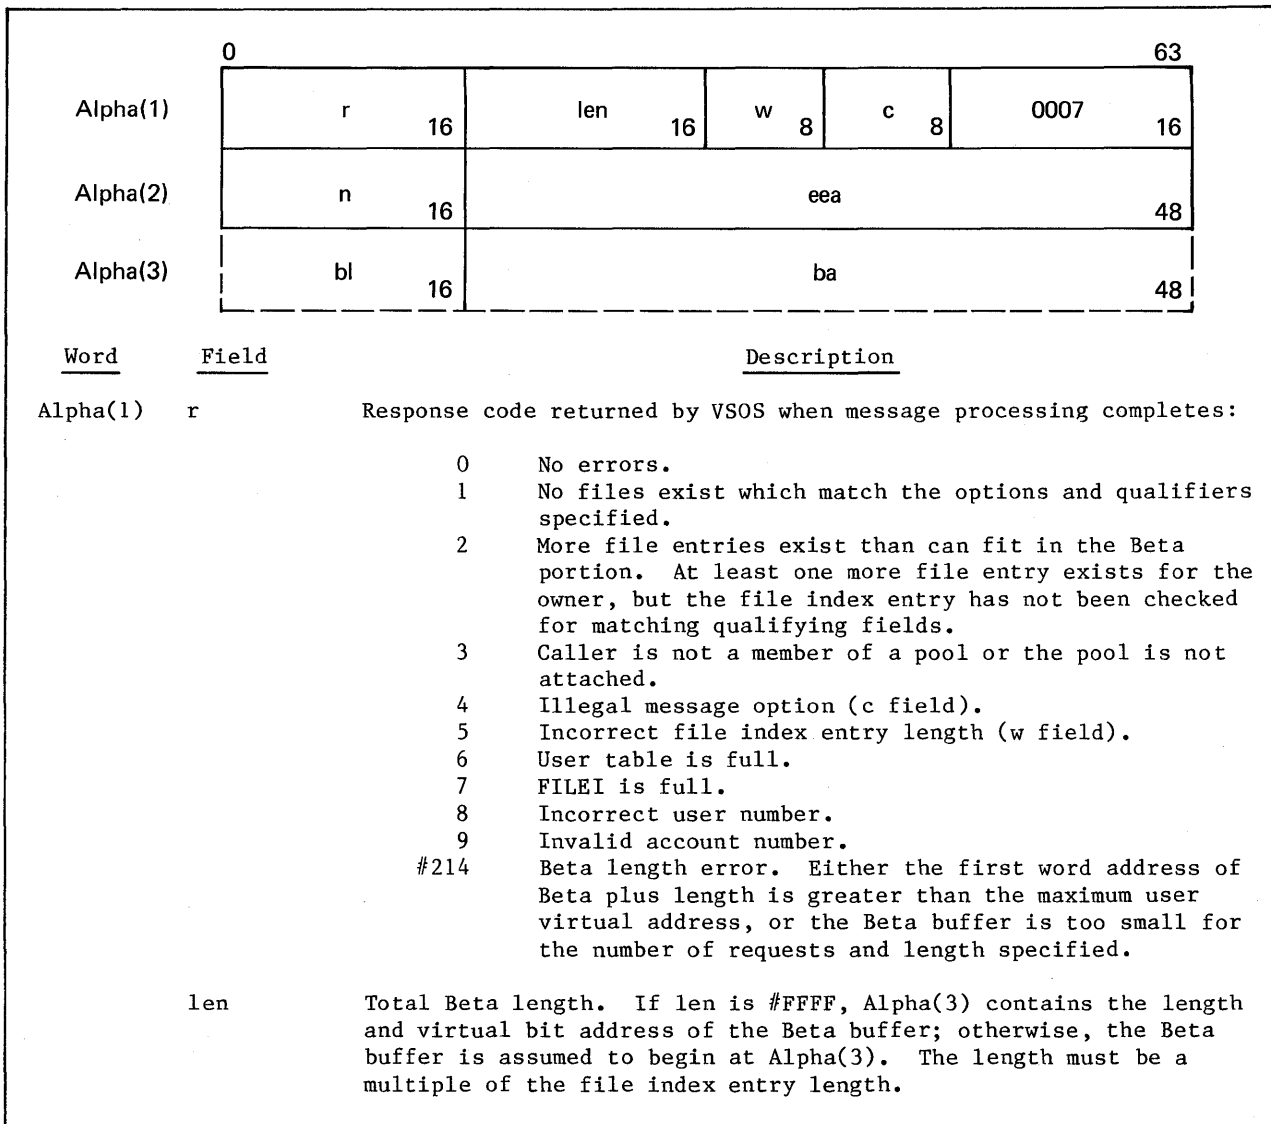 0 63
Alpha(1) r 16 len 16 w 8 c 8 0007 16
Alpha(2) n 16 eea 48
Alpha(3) bl 16 ba 48
Word Field Description
Alpha(1) r Response code returned by VSOS when message processing completes:
0 No errors.
1 No files exist which match the options and qualifiers
specified.
2 More file entries exist than can fit in the Beta
portion. At least one more file entry exists for the
owner, but the file index entry has not been checked
for matching qualifying fields.
3 Caller is not a member of a pool or the pool is not
attached.
4 Illegal message option (c field).
5 Incorrect file index entry length (w field).
6 User table is full.
7 FILEI is full.
8 Incorrect user number.
9 Invalid account number.
#214 Beta length error. Either the first word address of
Beta plus length is greater than the maximum user
virtual address, or the Beta buffer is too small for
the number of requests and length specified.
len Total Beta length. If len is #FFFF, Alpha(3) contains the length
and virtual bit address of the Beta buffer; otherwise, the Beta
buffer is assumed to begin at Alpha(3). The length must be a
multiple of the file index entry length.